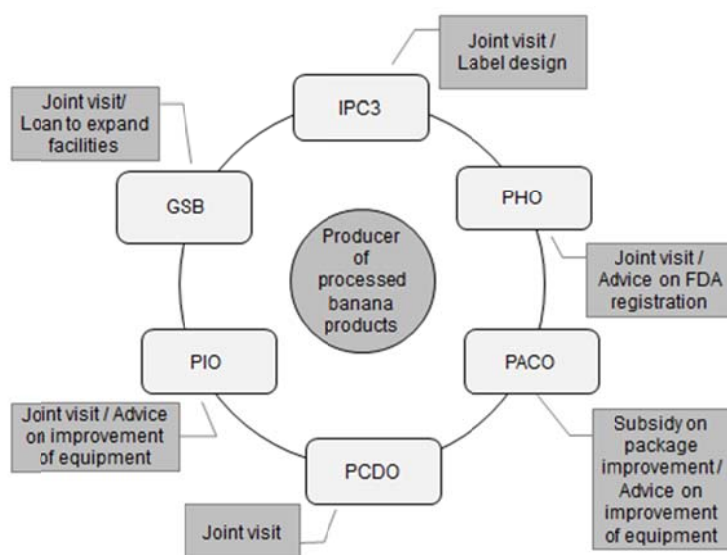 Joint visit /
Label design
IPC3
Joint visit/
Loan to expand
facilities
GSB
PHO
Producer
of
processed
banana
products
Joint visit /
Advice on FDA
registration
PIO
PACO
Joint visit / Advice
on improvement
of equipment
Subsidy on
package
improvement /
Advice on
improvement
of equipment
PCDO
Joint visit